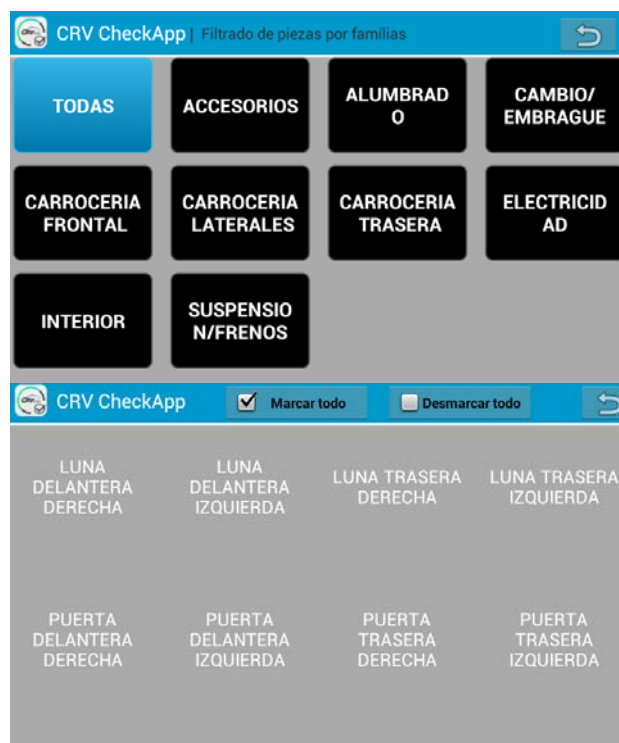 CRV CheckApp | Filtrado de piezas por familias
TODAS
ACCESORIOS
ALUMBRAD
O
CAMBIO/
EMBRAGUE
CARROCERIA
FRONTAL
CARROCERIA
LATERALES
CARROCERIA
TRASERA
ELECTRICID
AD
INTERIOR
SUSPENSIO
N/FRENOS
CRV CheckApp
Marcar todo
Desmarcar todo
LUNA
DELANTERA
DERECHA
LUNA
DELANTERA
IZQUIERDA
LUNA TRASERA
DERECHA
LUNA TRASERA
IZQUIERDA
PUERTA
DELANTERA
DERECHA
PUERTA
DELANTERA
IZQUIERDA
PUERTA
TRASERA
DERECHA
PUERTA
TRASERA
IZQUIERDA